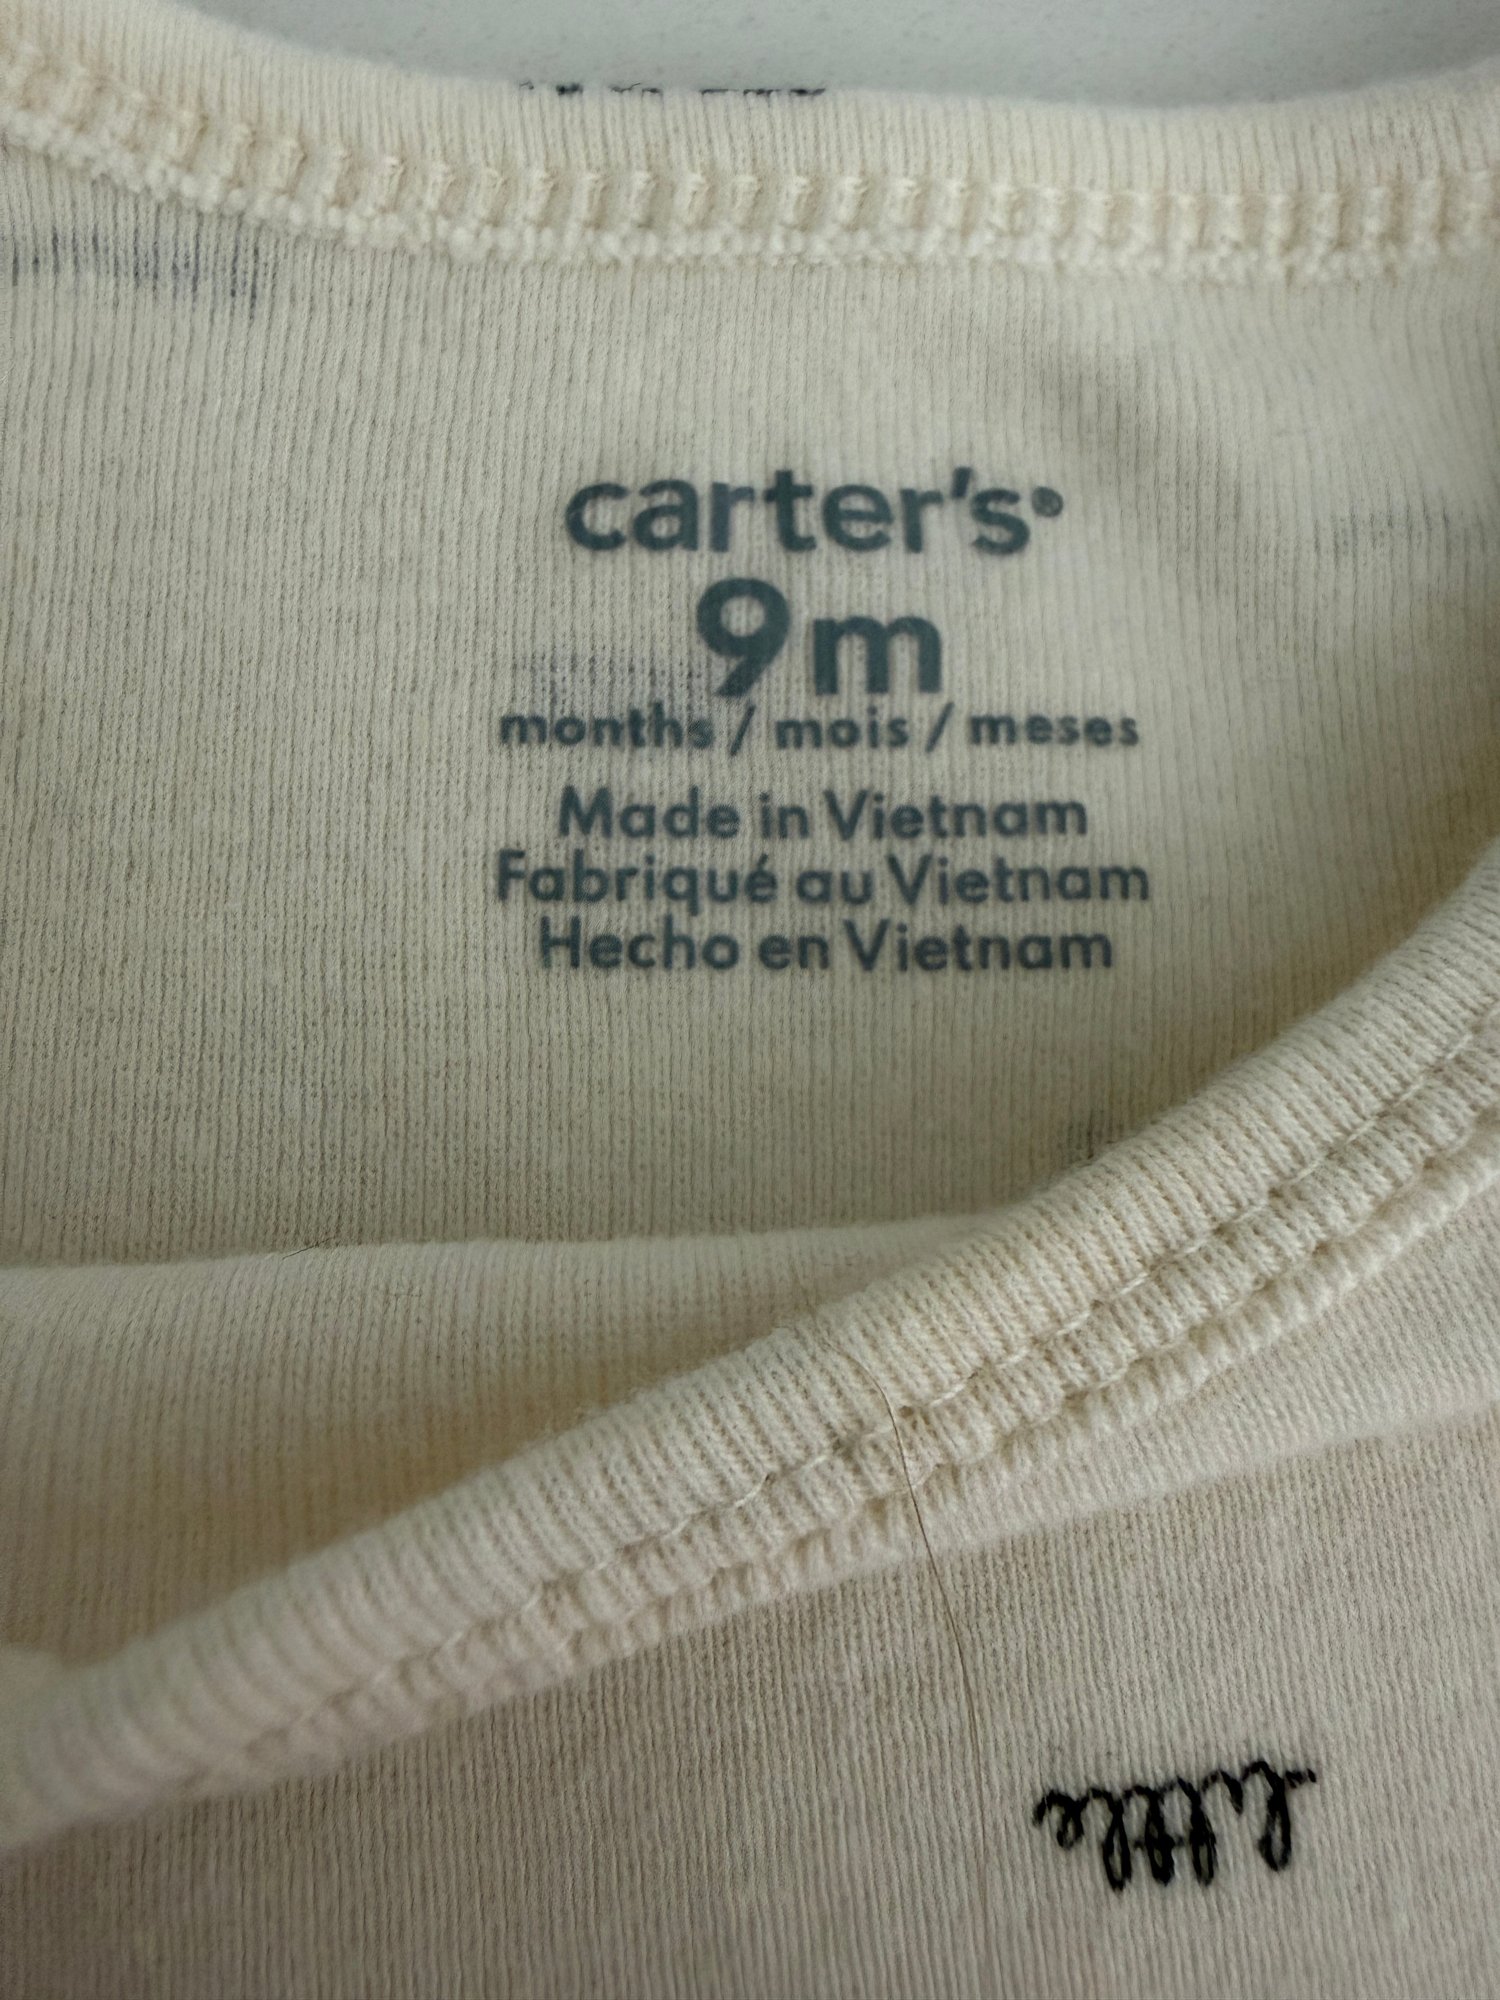 carter's®
9m
months / mois / meses
Made in Vietnam
Fabriqué au Vietnam
Hecho en Vietnam
little